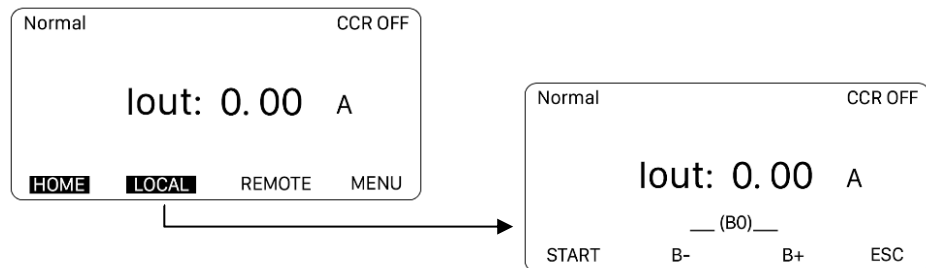 Normal CCR OFF
Iout: 0.00 A
HOME LOCAL REMOTE MENU
Normal CCR OFF
Iout: 0.00 A
__ (B0)__
START B- B+ ESC